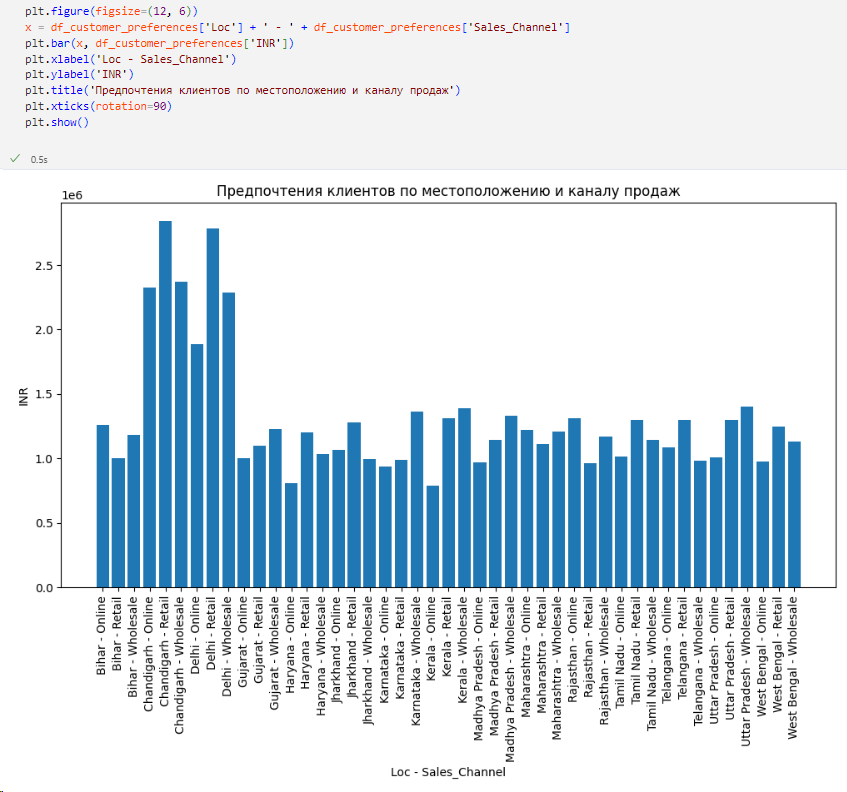 plt.figure(figsize=(12, 6))
x = df_customer_preferences['Loc'] + ' - ' + df_customer_preferences['Sales_Channel']
plt.bar(x, df_customer_preferences['INR'])
plt.xlabel('Loc - Sales_Channel')
plt.ylabel('INR')
plt.title('Предпочтения клиентов по местоположению и каналу продаж')
plt.xticks(rotation=90)
plt.show()
0.5s
Предпочтения клиентов по местоположению и каналу продаж
1e6
2.5
2.0
1.5
1.0
0.5
0.0
INR
Bihar - Online
Bihar - Retail
Bihar - Wholesale
Chandigarh - Online
Chandigarh - Retail
Chandigarh - Wholesale
Delhi - Online
Delhi - Retail
Delhi - Wholesale
Gujarat - Online
Gujarat - Retail
Gujarat - Wholesale
Haryana - Online
Haryana - Retail
Haryana - Wholesale
Jharkhand - Online
Jharkhand - Retail
Jharkhand - Wholesale
Karnataka - Online
Karnataka - Retail
Karnataka - Wholesale
Kerala - Online
Kerala - Retail
Kerala - Wholesale
Madhya Pradesh - Online
Madhya Pradesh - Retail
Madhya Pradesh - Wholesale
Maharashtra - Online
Maharashtra - Retail
Maharashtra - Wholesale
Rajasthan - Online
Rajasthan - Retail
Rajasthan - Wholesale
Tamil Nadu - Online
Tamil Nadu - Retail
Tamil Nadu - Wholesale
Telangana - Online
Telangana - Retail
Telangana - Wholesale
Uttar Pradesh - Online
Uttar Pradesh - Retail
Uttar Pradesh - Wholesale
West Bengal - Online
West Bengal - Retail
West Bengal - Wholesale
Loc - Sales_Channel